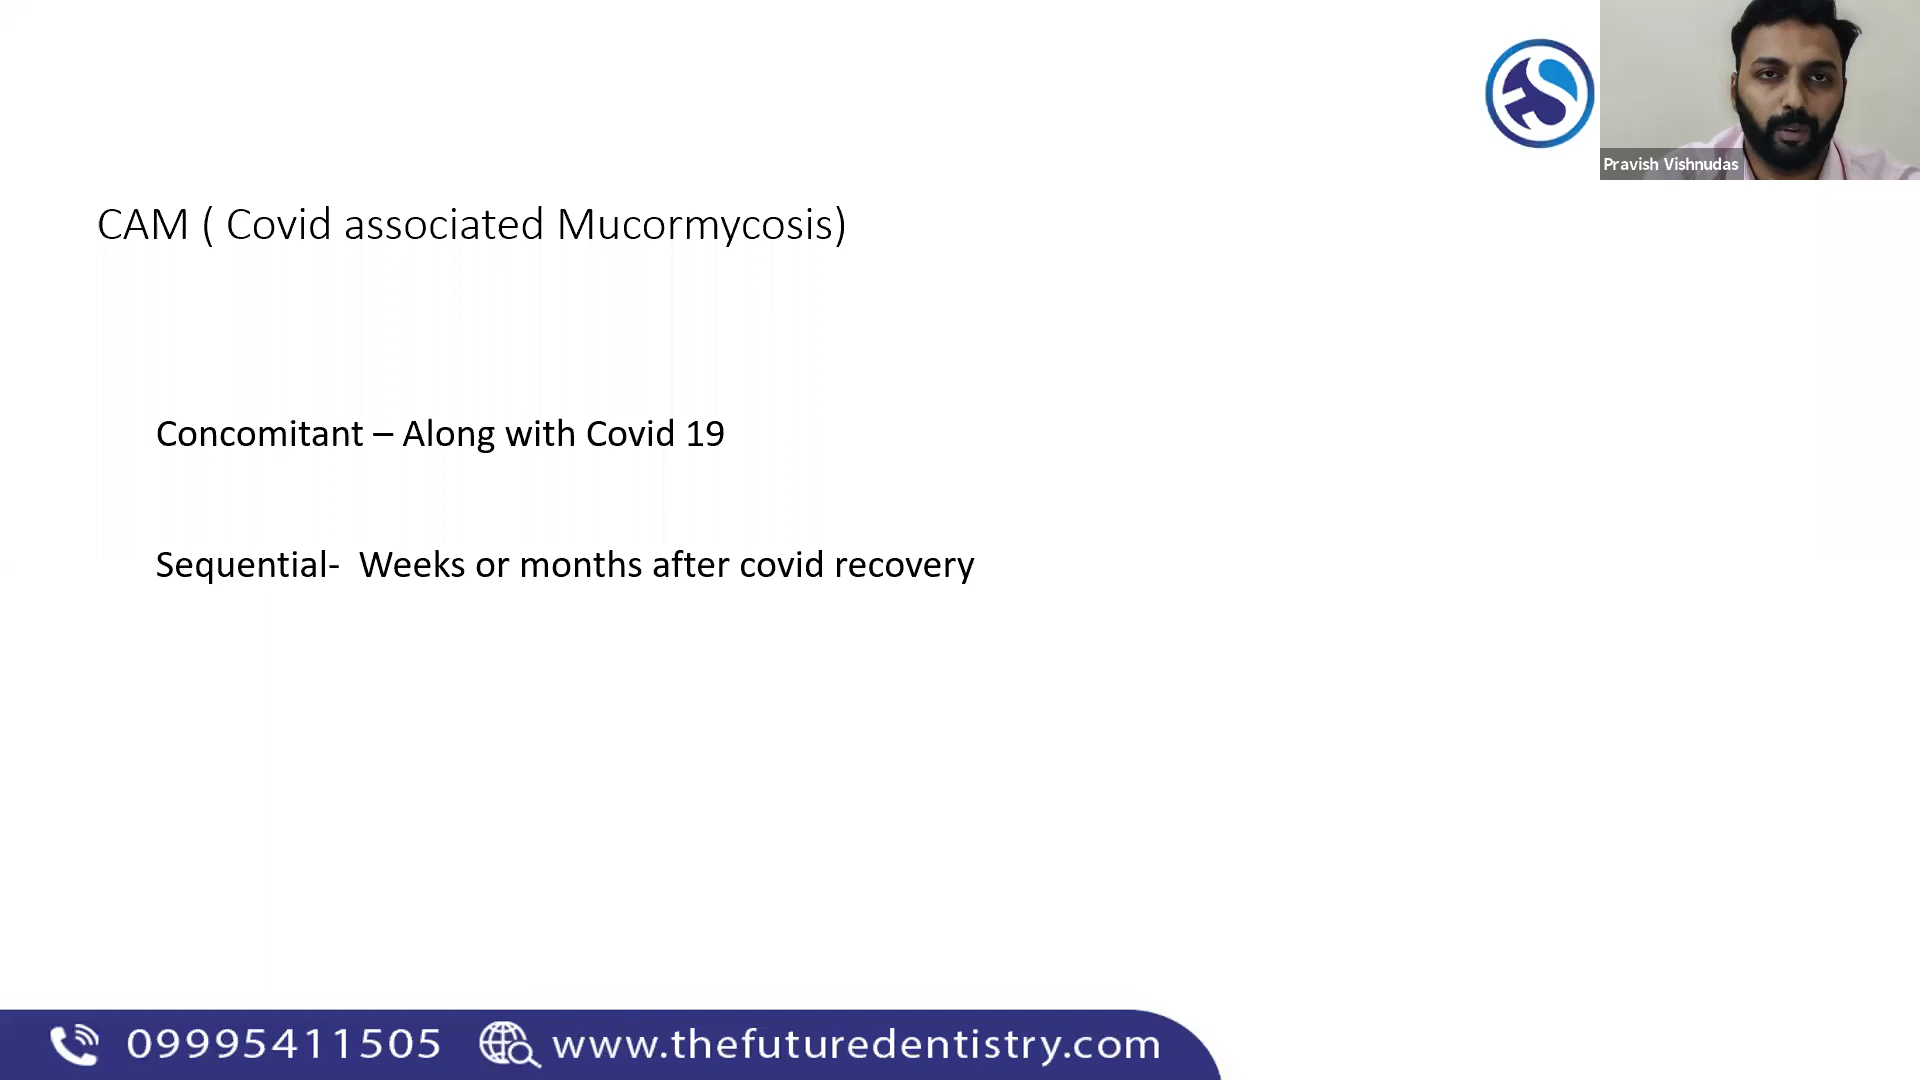 Pravish Vishnudas
CAM ( Covid associated Mucormycosis)
Concomitant – Along with Covid 19
Sequential-  Weeks or months after covid recovery
09995411505 www.thefuturedentistry.com